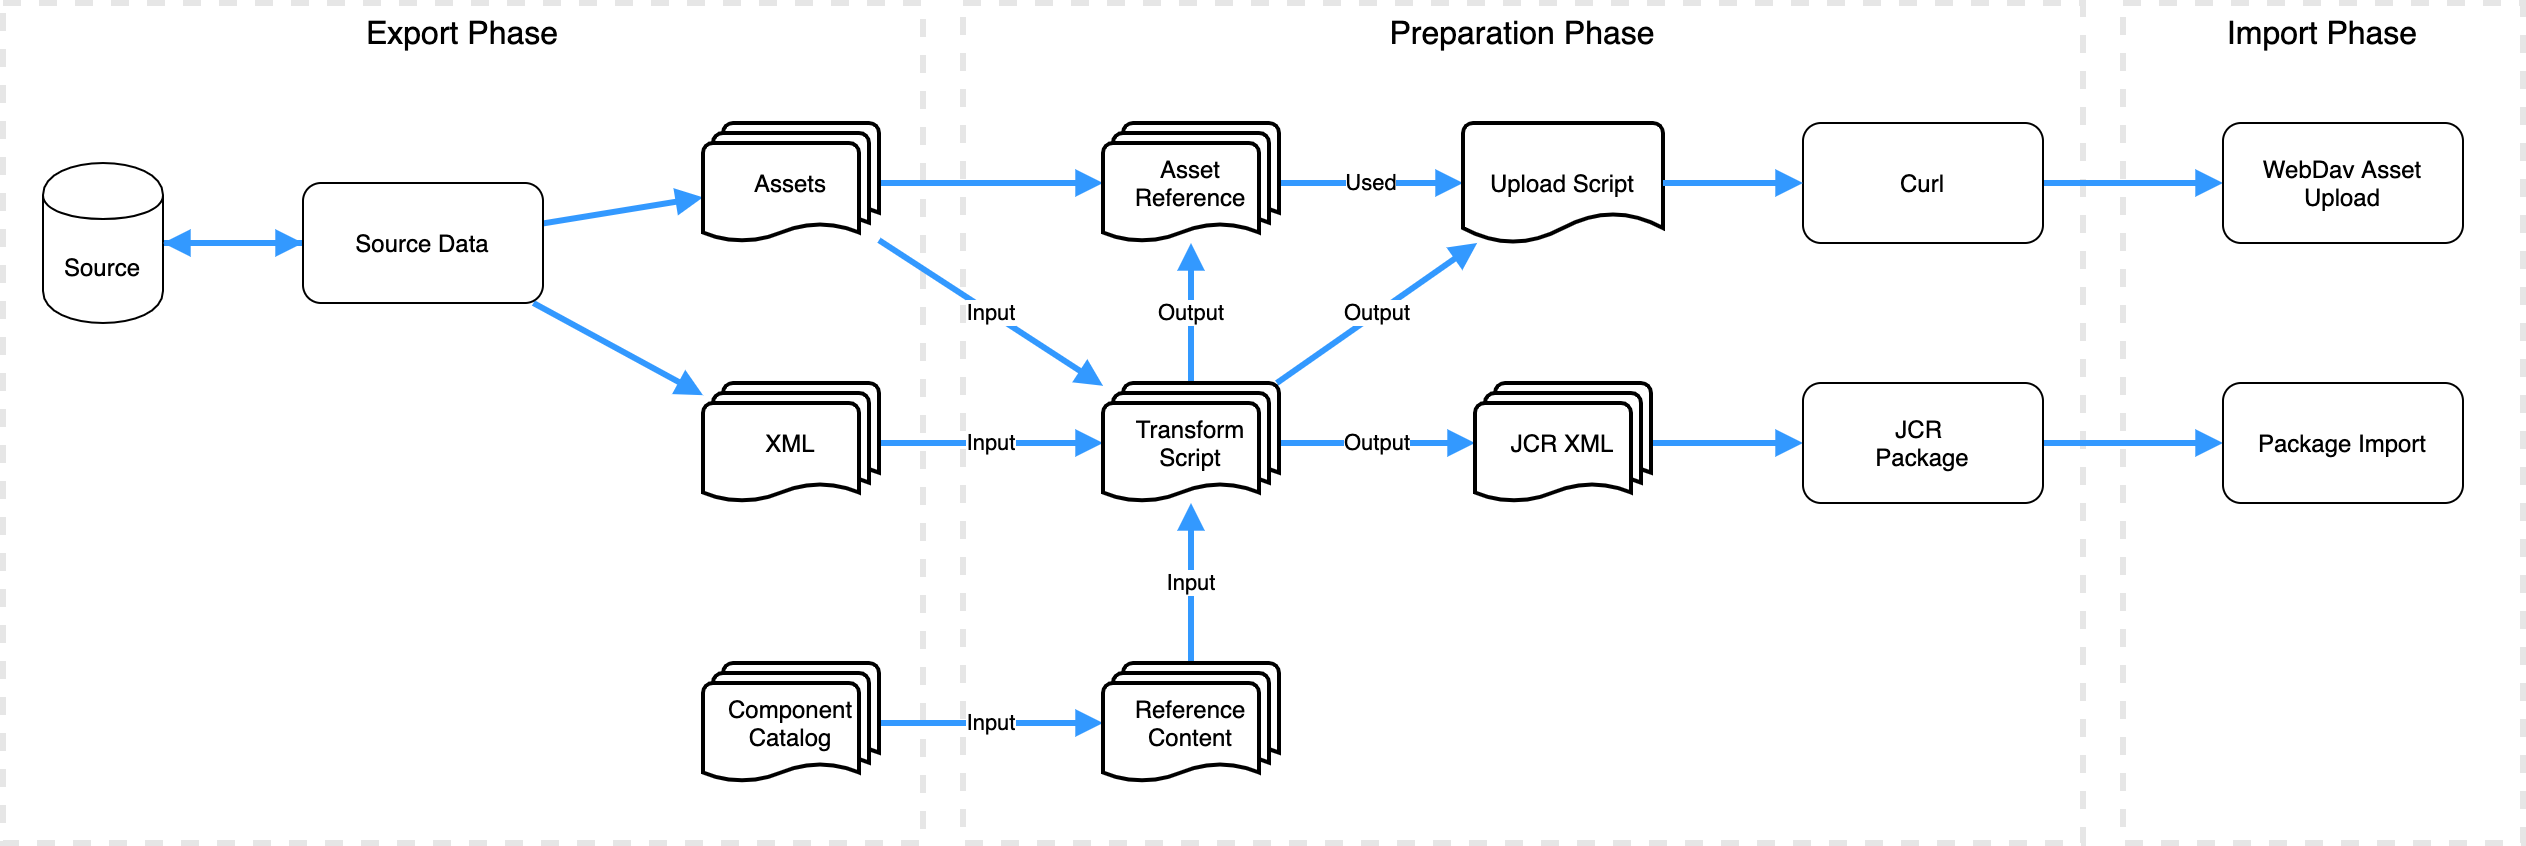 Export Phase
Preparation Phase
Import Phase
Source
Source Data
Assets
Asset
Reference
Used
Upload Script
Curl
WebDav Asset
Upload
Input
Output
Output
XML
Input
Transform
Script
Output
JCR XML
JCR
Package
Package Import
Input
Component
Catalog
Input
Reference
Content